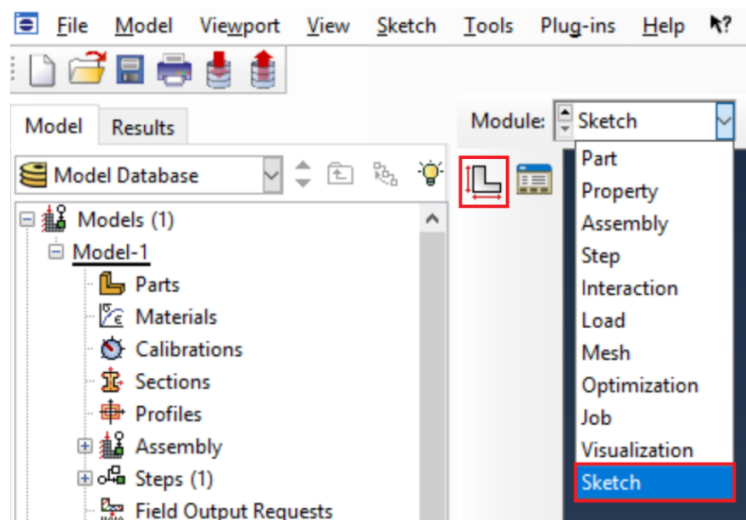 File Model Viewport View Sketch Tools Plug-ins Help ?
Model Results
Module: Sketch
Model Database
Models (1)
Model-1
Parts
Materials
Calibrations
Sections
Profiles
Assembly
Steps (1)
Field Output Requests
Part
Property
Assembly
Step
Interaction
Load
Mesh
Optimization
Job
Visualization
Sketch